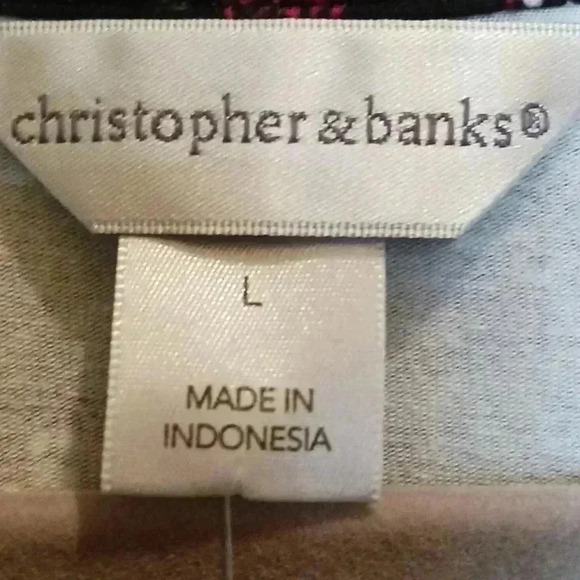 christopher & banks®
L
MADE IN
INDONESIA